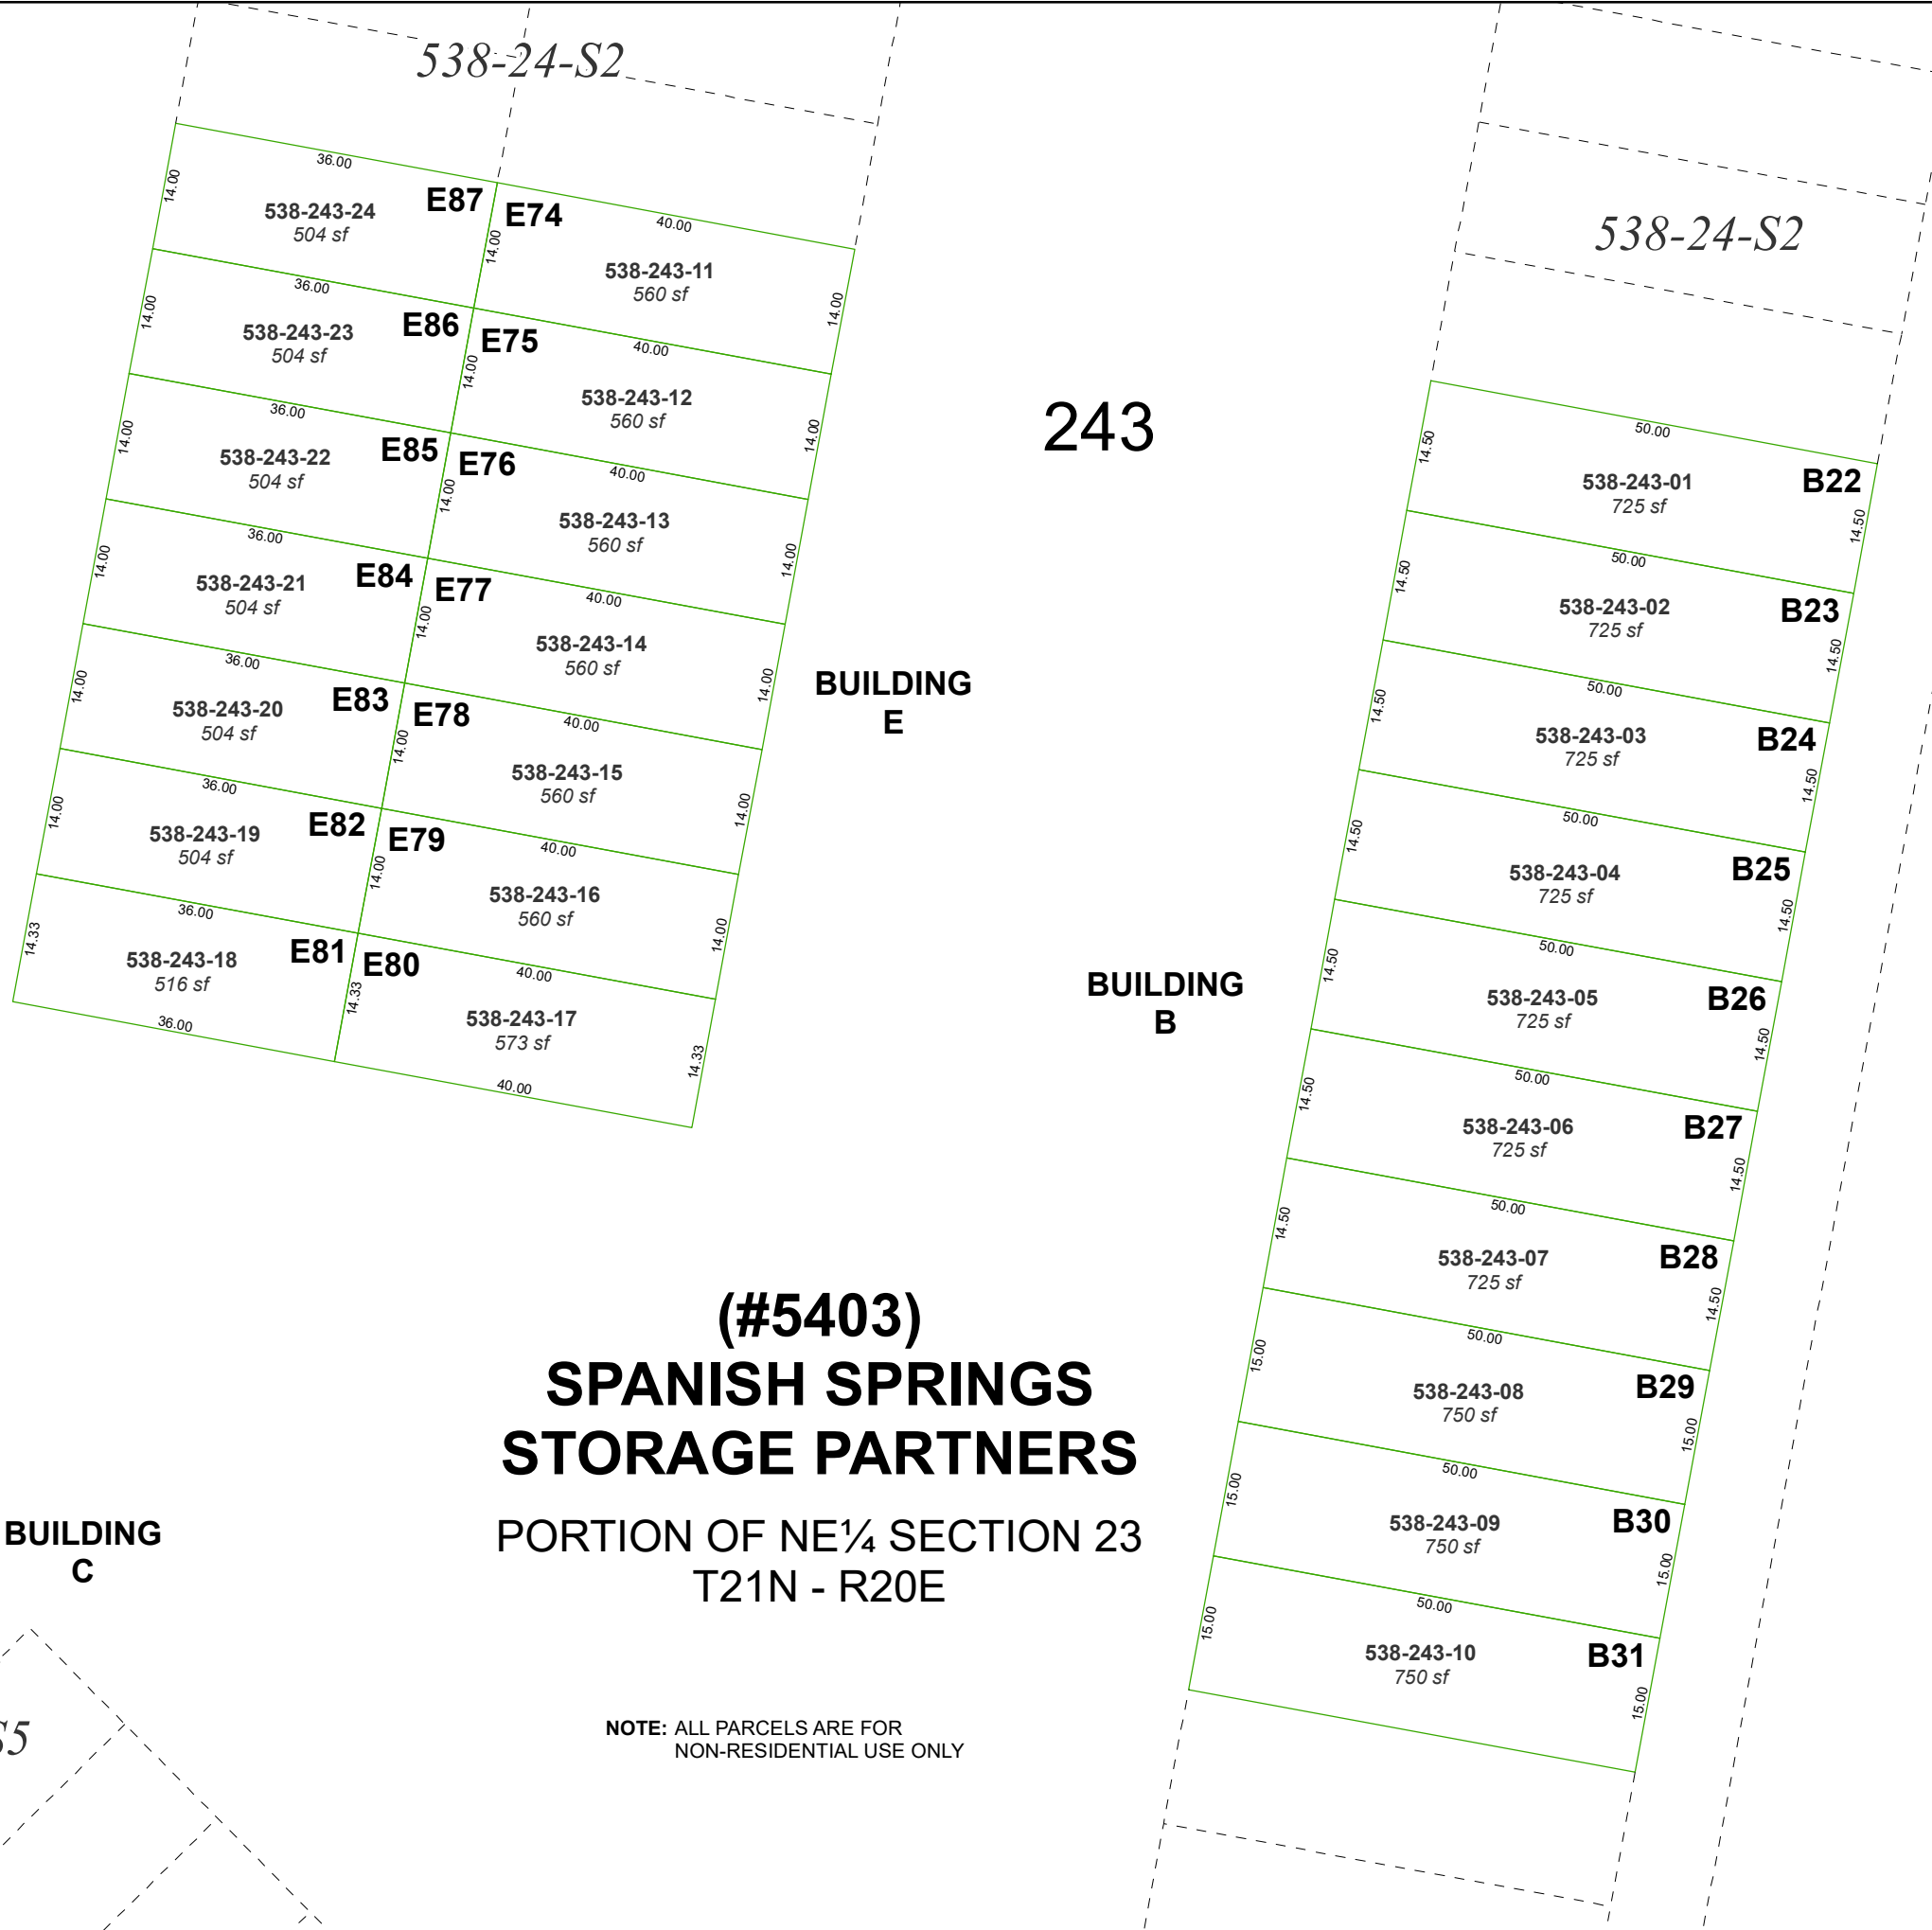 538-24-S2
36.00
14.00
538-243-24
504 sf
E87
E74
40.00
14.00
538-243-11
560 sf
14.00
36.00
14.00
538-243-23
504 sf
E86
E75
40.00
14.00
538-243-12
560 sf
14.00
36.00
14.00
538-243-22
504 sf
E85
E76
40.00
14.00
538-243-13
560 sf
14.00
36.00
14.00
538-243-21
504 sf
E84
E77
40.00
14.00
538-243-14
560 sf
14.00
36.00
14.00
538-243-20
504 sf
E83
E78
40.00
14.00
538-243-15
560 sf
14.00
36.00
14.00
538-243-19
504 sf
E82
E79
40.00
14.00
538-243-16
560 sf
14.00
36.00
14.33
538-243-18
516 sf
E81
E80
40.00
14.33
538-243-17
573 sf
14.33
36.00
40.00
BUILDING
E
243
538-24-S2
50.00
14.50
538-243-01
725 sf
B22
14.50
50.00
14.50
538-243-02
725 sf
B23
14.50
50.00
14.50
538-243-03
725 sf
B24
14.50
50.00
14.50
538-243-04
725 sf
B25
14.50
50.00
14.50
538-243-05
725 sf
B26
14.50
50.00
14.50
538-243-06
725 sf
B27
14.50
50.00
14.50
538-243-07
725 sf
B28
14.50
50.00
15.00
538-243-08
750 sf
B29
15.00
50.00
15.00
538-243-09
750 sf
B30
15.00
50.00
15.00
538-243-10
750 sf
B31
15.00
BUILDING
B
(#5403)
SPANISH SPRINGS
STORAGE PARTNERS
PORTION OF NE¼ SECTION 23
T21N - R20E
BUILDING
C
S5
NOTE: ALL PARCELS ARE FOR
NON-RESIDENTIAL USE ONLY